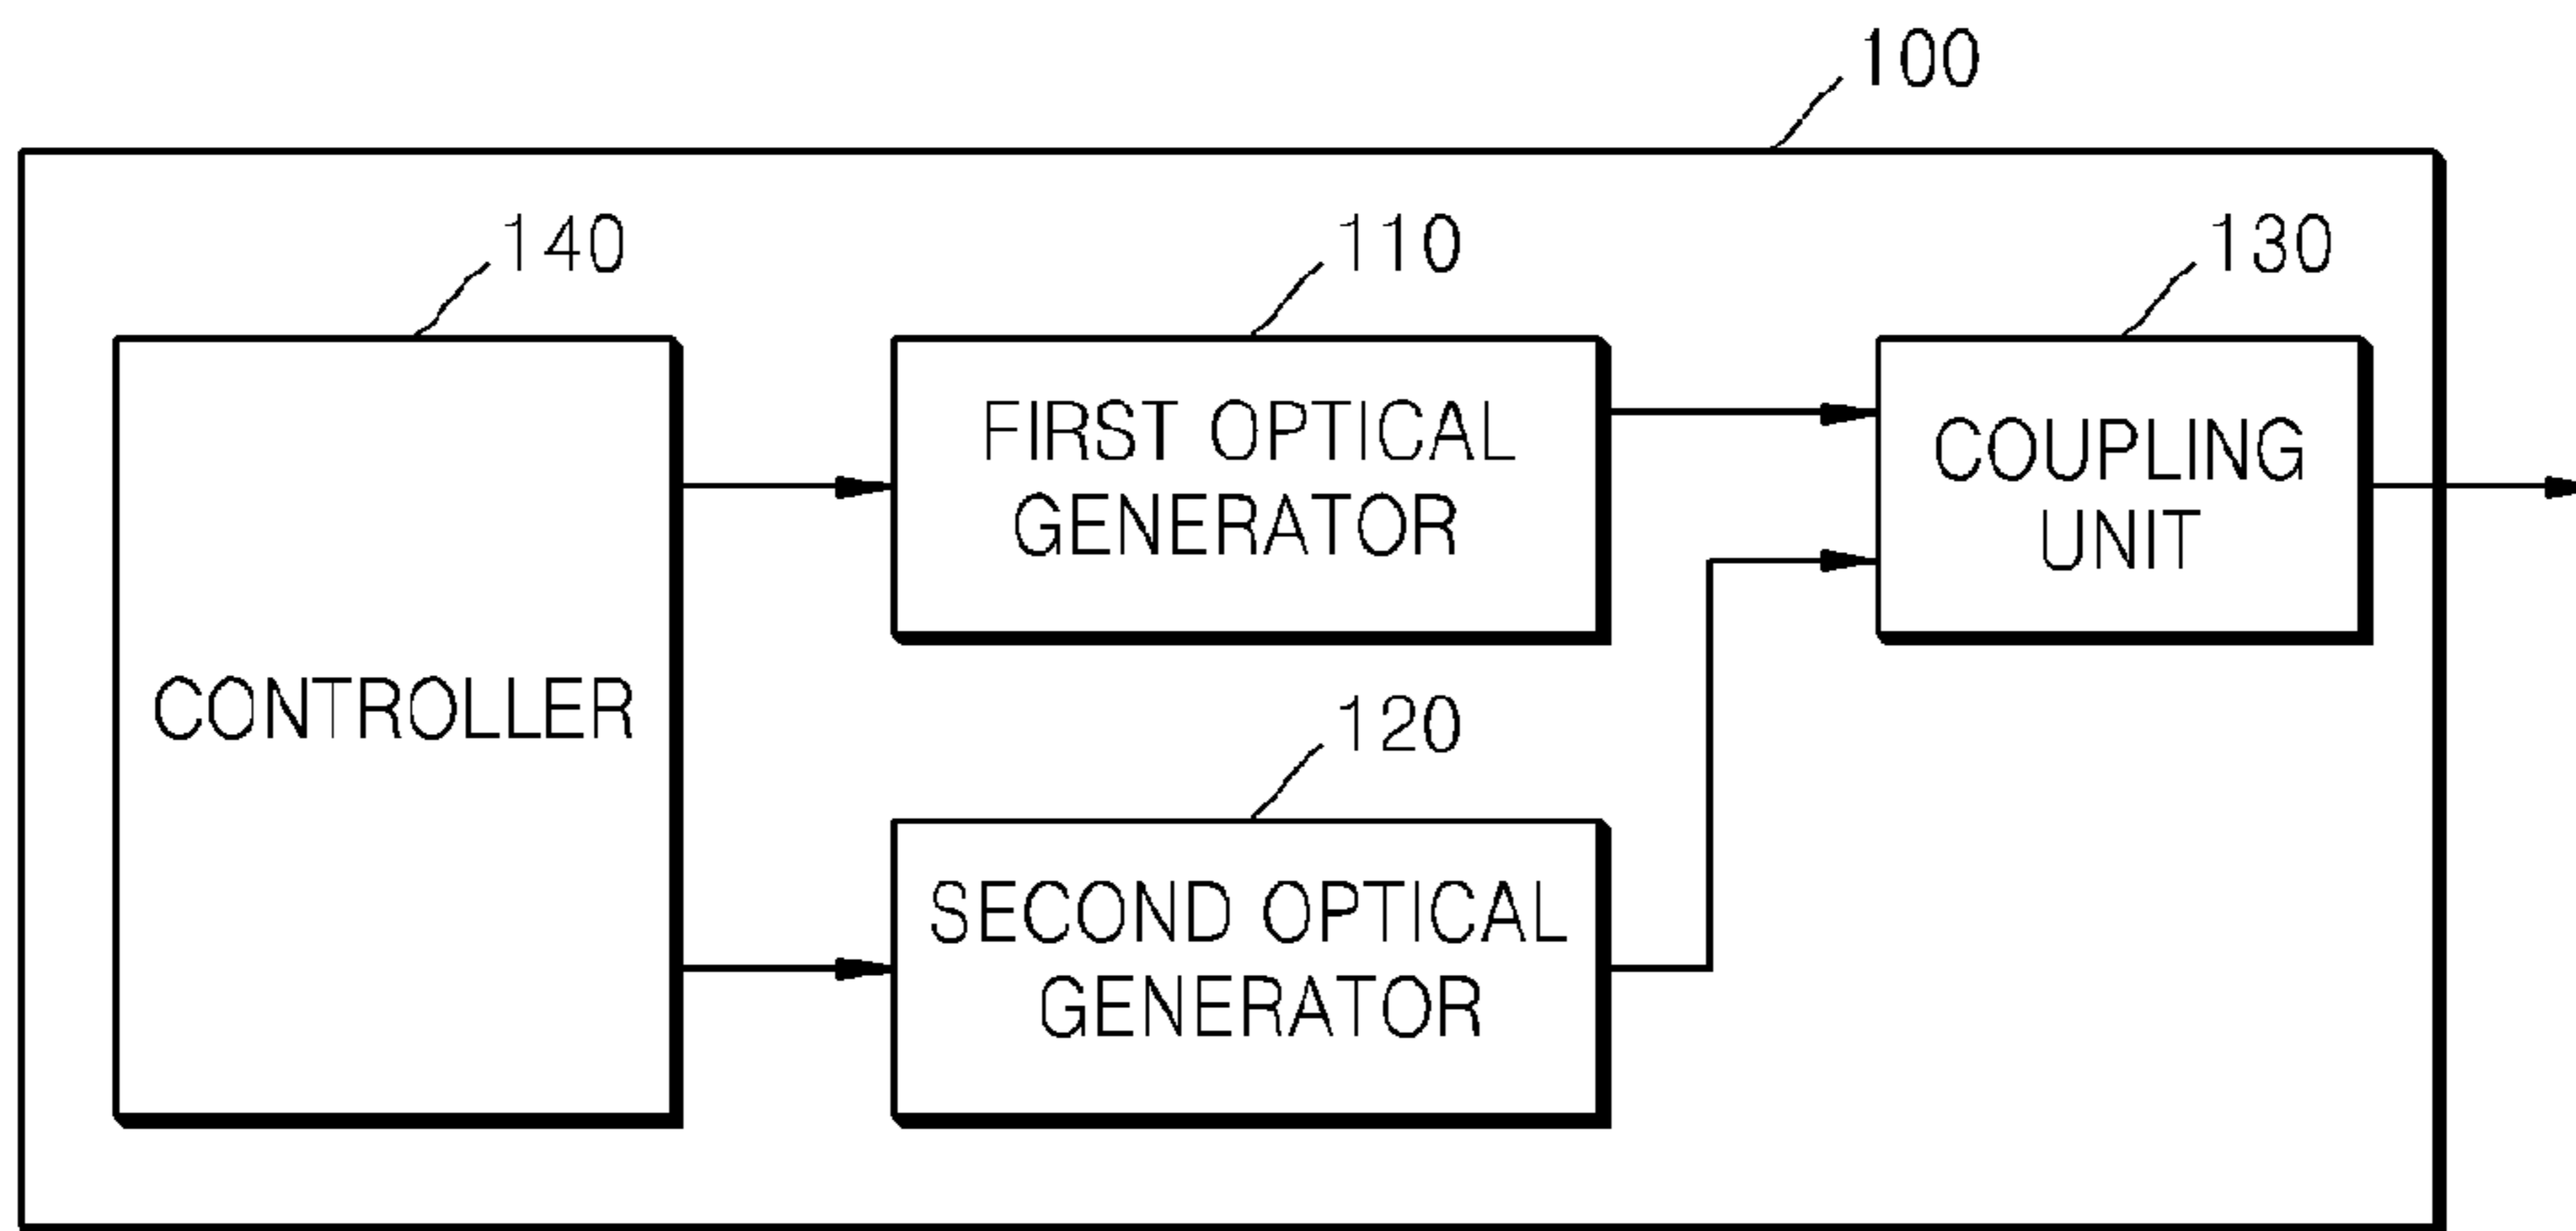 100
140
110
130
CONTROLLER
FIRST OPTICAL
GENERATOR
COUPLING
UNIT
120
SECOND OPTICAL
GENERATOR